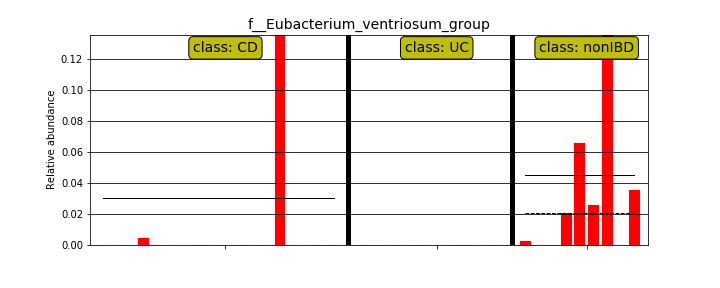 f__Eubacterium_ventriosum_group
class: CD
class: UC
class: nonIBD
Relative abundance
0.12
0.10
0.08
0.06
0.04
0.02
0.00